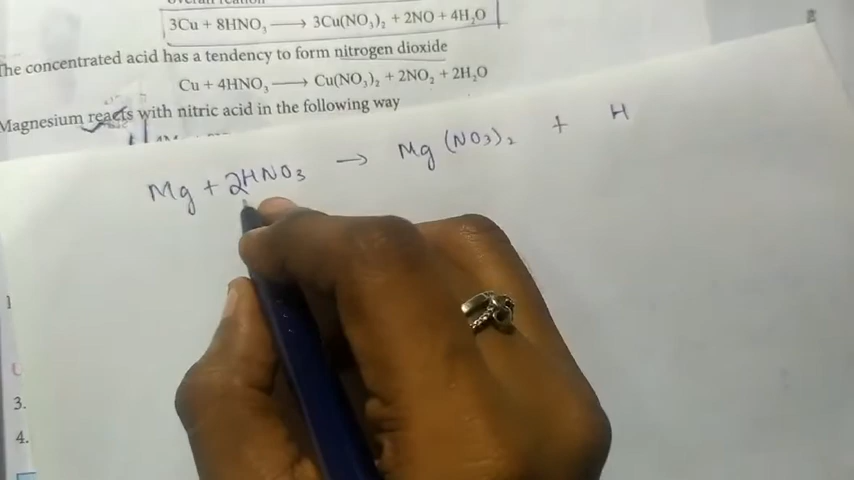 Overall reation
3Cu + 8HNO₃ ⟶ 3Cu(NO₃)₂ + 2NO + 4H₂O
The concentrated acid has a tendency to form nitrogen dioxide
Cu + 4HNO₃ ⟶ Cu(NO₃)₂ + 2NO₂ + 2H₂O
Magnesium reacts with nitric acid in the following way
Mg + 2HNO₃ → Mg(NO₃)₂ + H
3.
4.